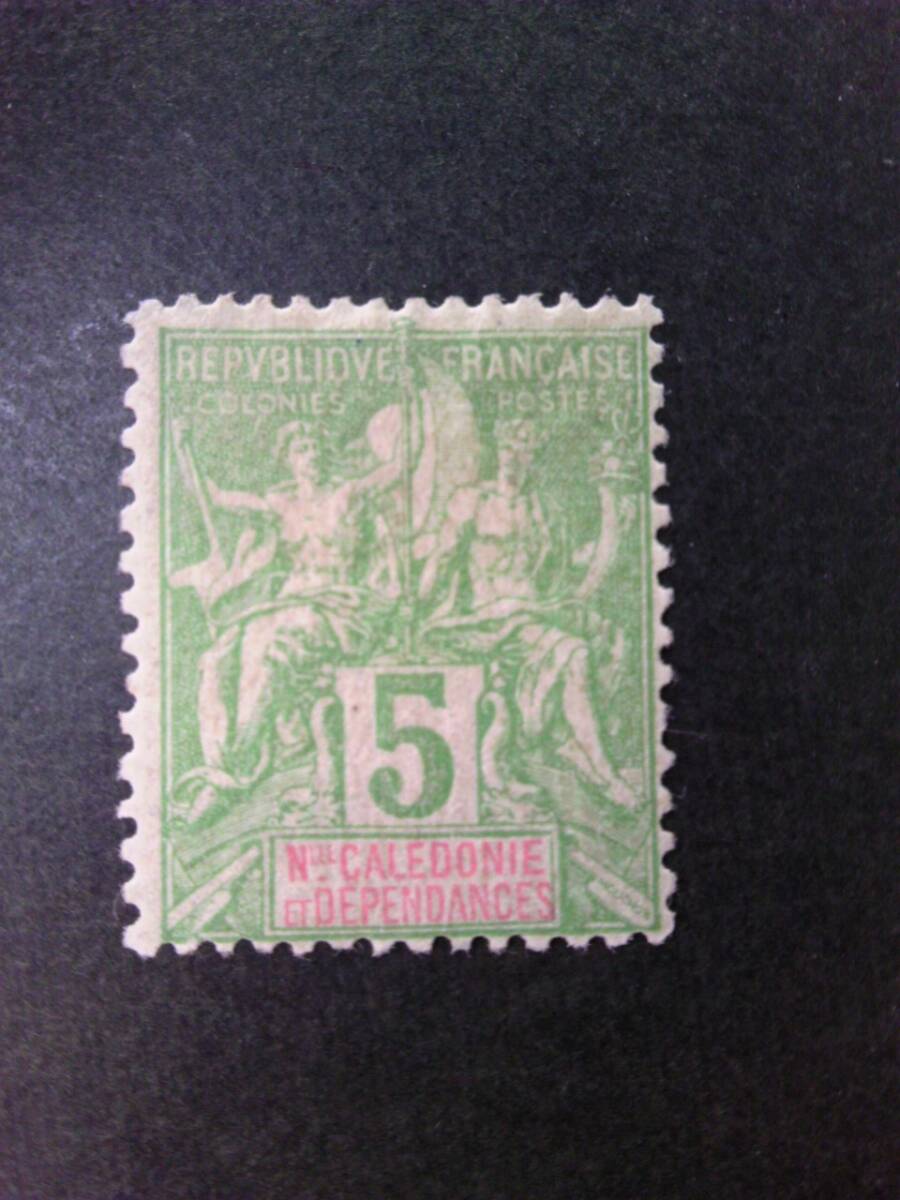 REPVBLIQVE FRANÇAISE
COLONIES POSTES
5
NLLE CALEDONIE
ET DEPENDANCES